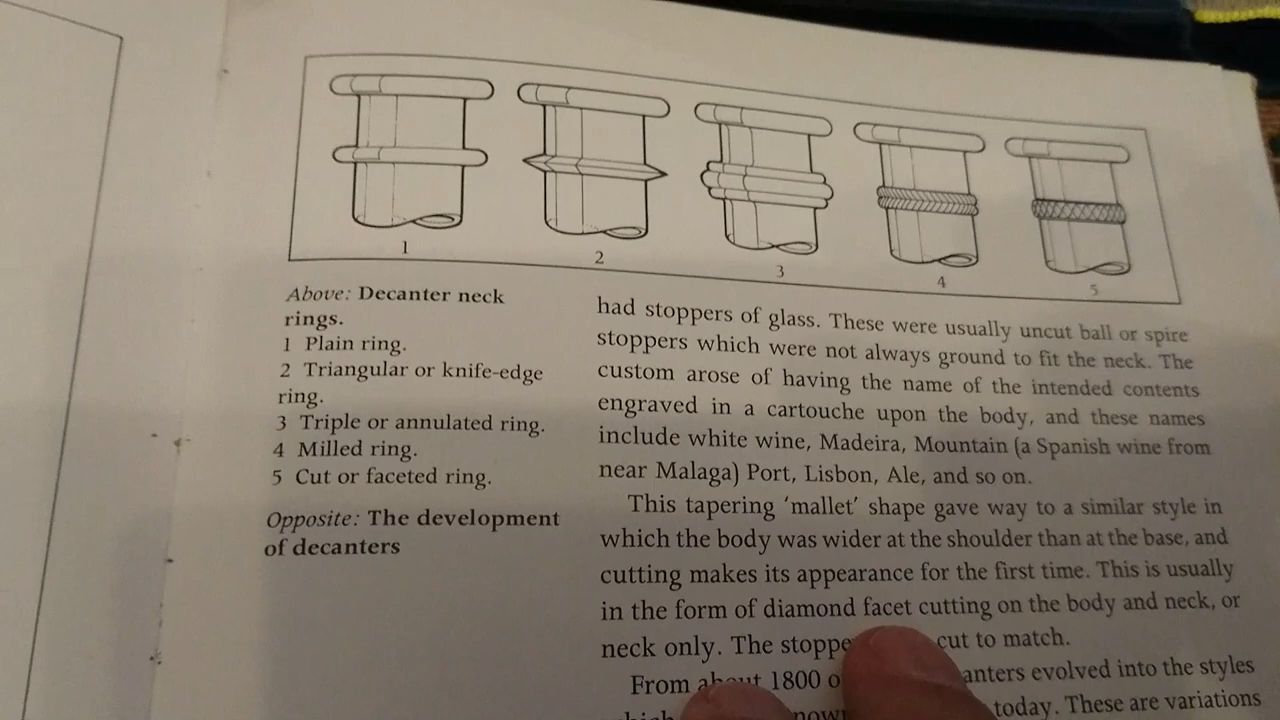 1
2
3
4
5
Above: Decanter neck
rings.
1 Plain ring.
2 Triangular or knife-edge
ring.
3 Triple or annulated ring.
4 Milled ring.
5 Cut or faceted ring.
Opposite: The development
of decanters
had stoppers of glass. These were usually uncut ball or spire
stoppers which were not always ground to fit the neck. The
custom arose of having the name of the intended contents
engraved in a cartouche upon the body, and these names
include white wine, Madeira, Mountain (a Spanish wine from
near Malaga) Port, Lisbon, Ale, and so on.
This tapering ‘mallet’ shape gave way to a similar style in
which the body was wider at the shoulder than at the base, and
cutting makes its appearance for the first time. This is usually
in the form of diamond facet cutting on the body and neck, or
neck only. The cut to match.
From about 1800 evolved into the styles
today. These are variations